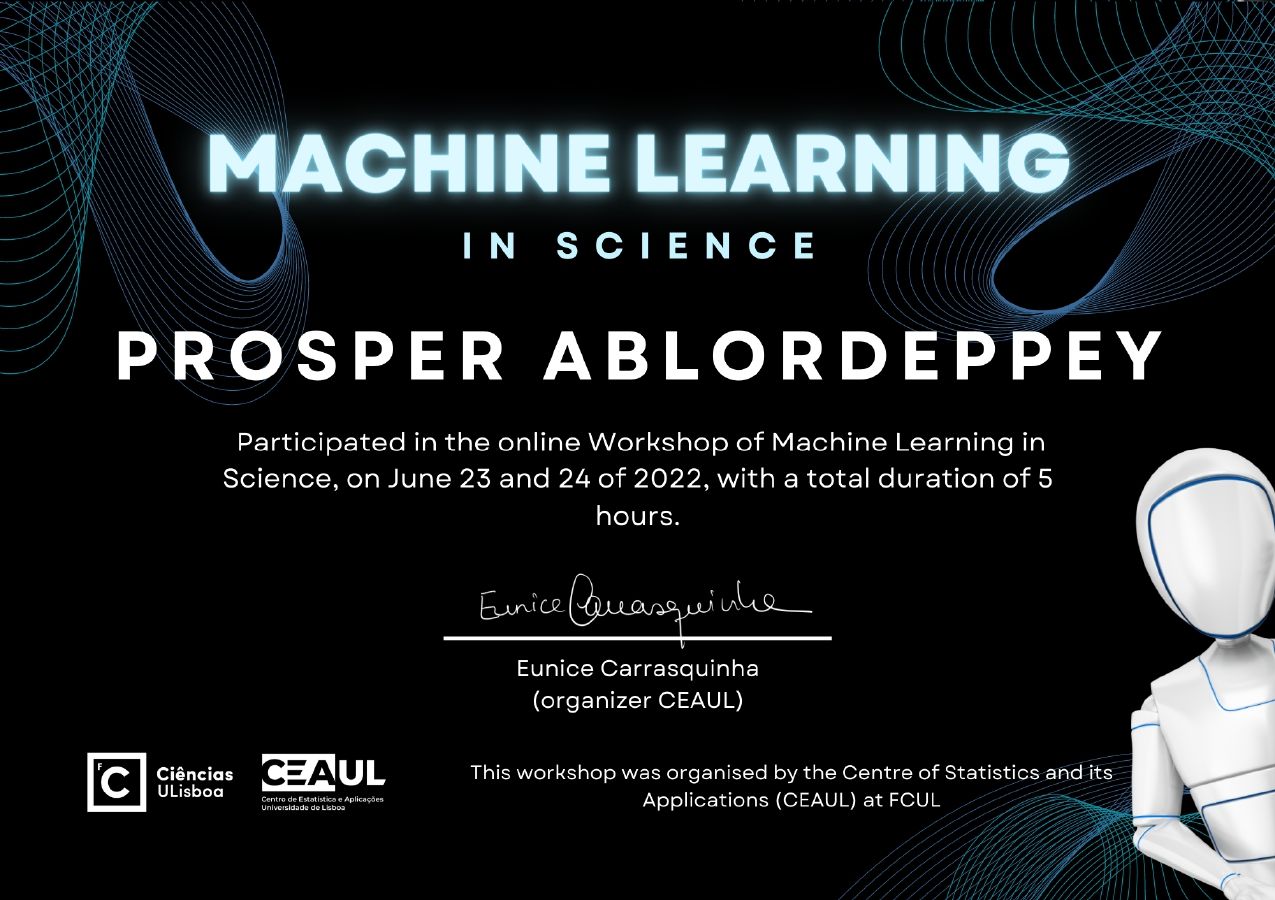 MACHINE LEARNING
IN SCIENCE
PROSPER ABLORDEPPEY
Participated in the online Workshop of Machine Learning in
Science, on June 23 and 24 of 2022, with a total duration of 5
hours.
Eunice Carrasquinha
Eunice Carrasquinha
(organizer CEAUL)
F C Ciências
ULisboa
CEAUL
Centro de Estatística e Aplicações
Universidade de Lisboa
This workshop was organised by the Centre of Statistics and its
Applications (CEAUL) at FCUL